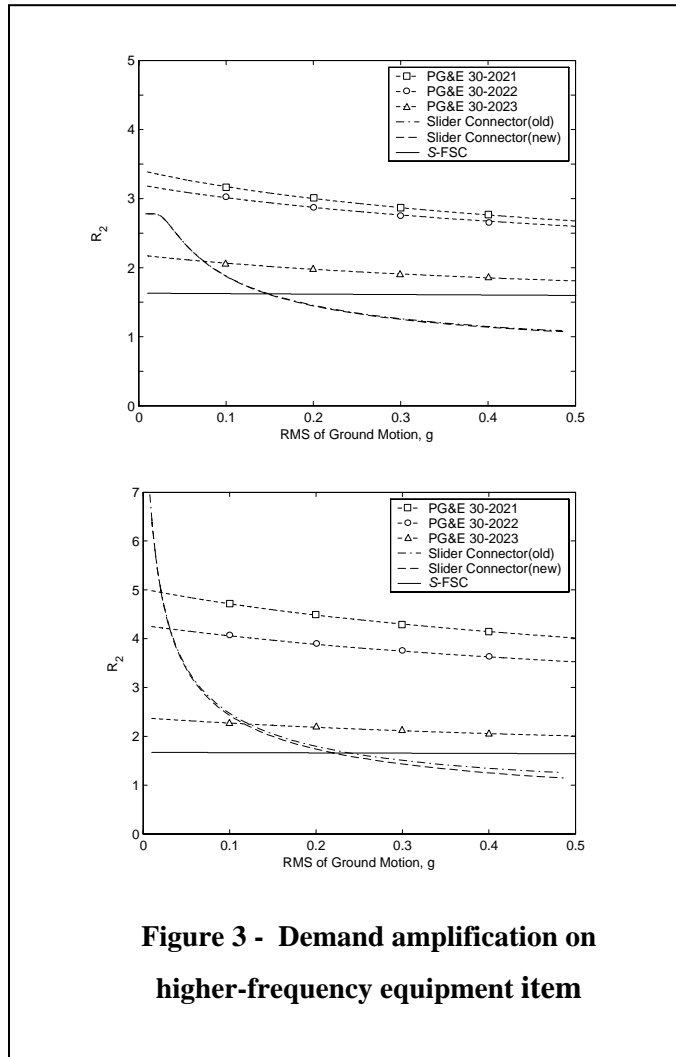 5
4
3
2
1
0
R2
0
0.1
0.2
0.3
0.4
0.5
RMS of Ground Motion, g
PG&E 30-2021
PG&E 30-2022
PG&E 30-2023
Slider Connector(old)
Slider Connector(new)
S-FSC
7
6
5
4
3
2
1
0
R2
0
0.1
0.2
0.3
0.4
0.5
RMS of Ground Motion, g
PG&E 30-2021
PG&E 30-2022
PG&E 30-2023
Slider Connector(old)
Slider Connector(new)
S-FSC
Figure 3 - Demand amplification on
higher-frequency equipment item